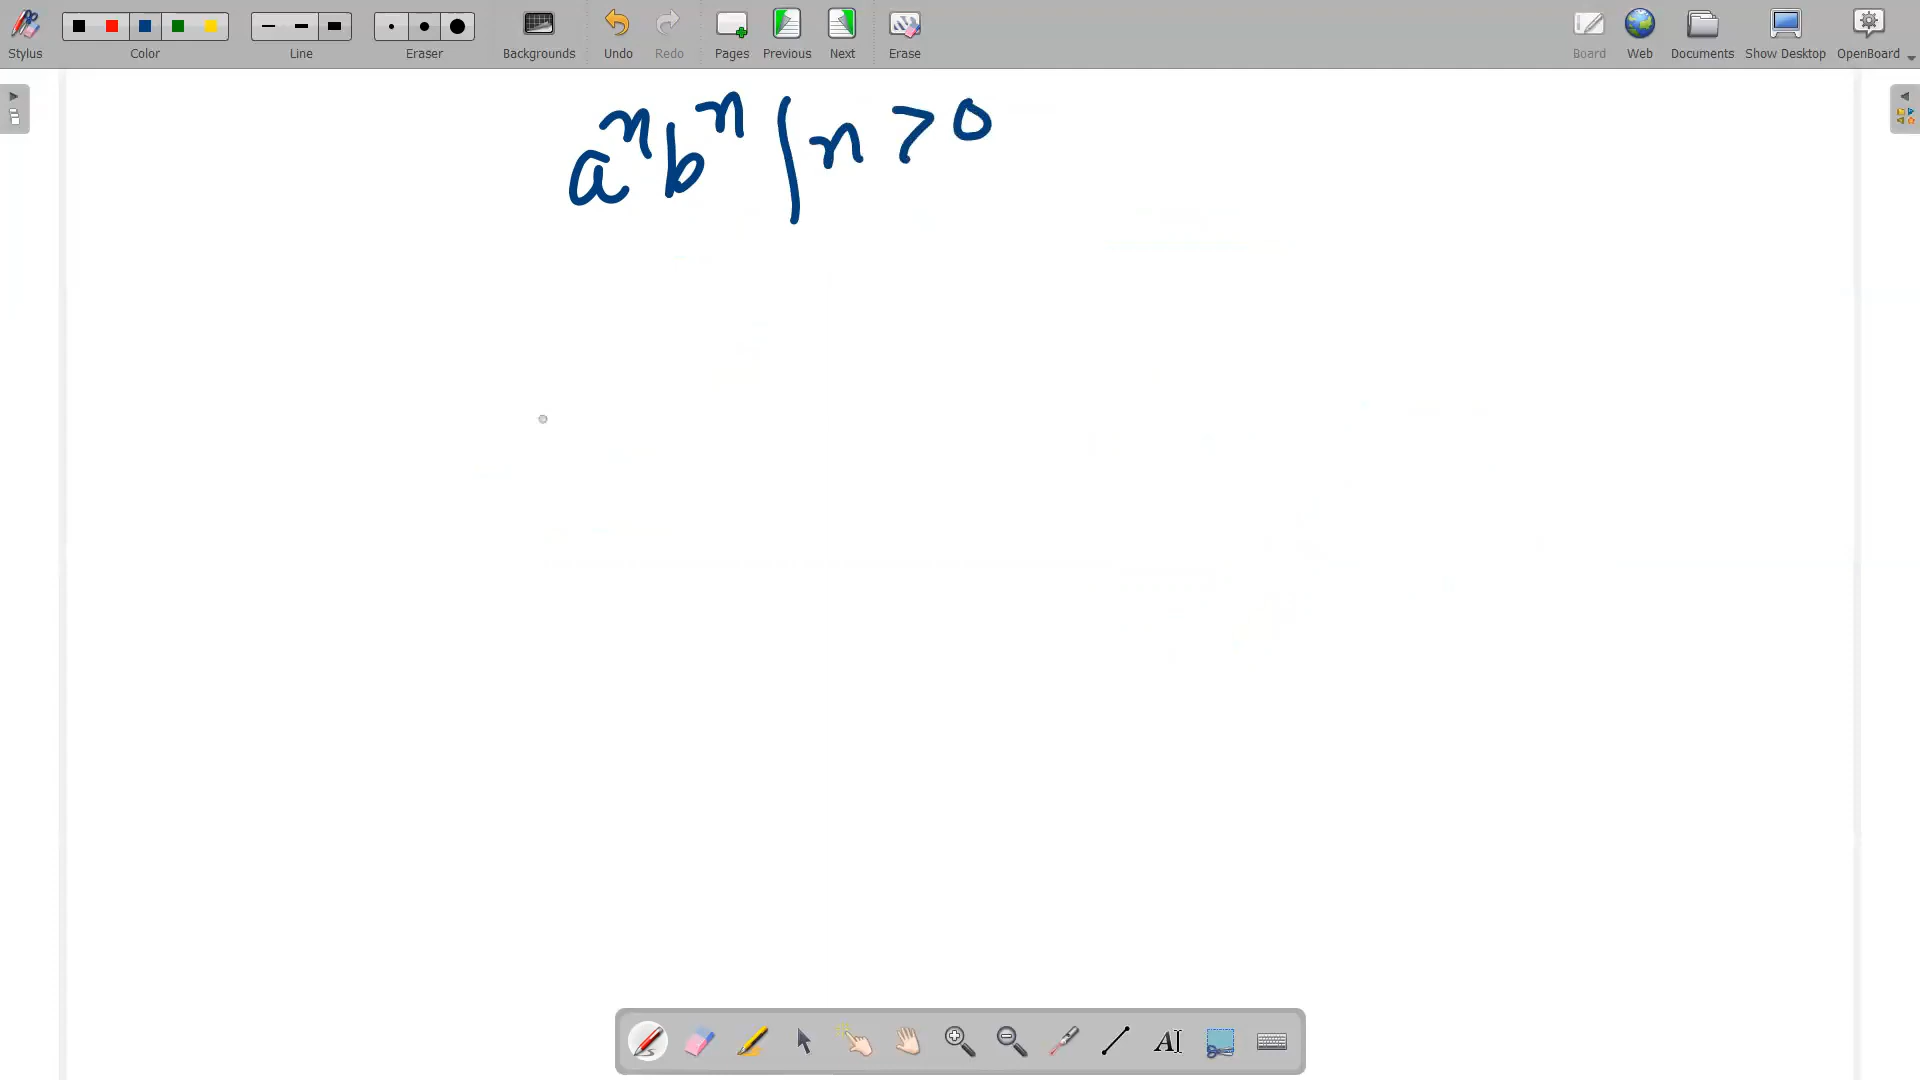 Stylus Color Line Eraser Backgrounds Undo Redo Pages Previous Next Erase Board Web Documents Show Desktop OpenBoard
aⁿbⁿ | n > 0